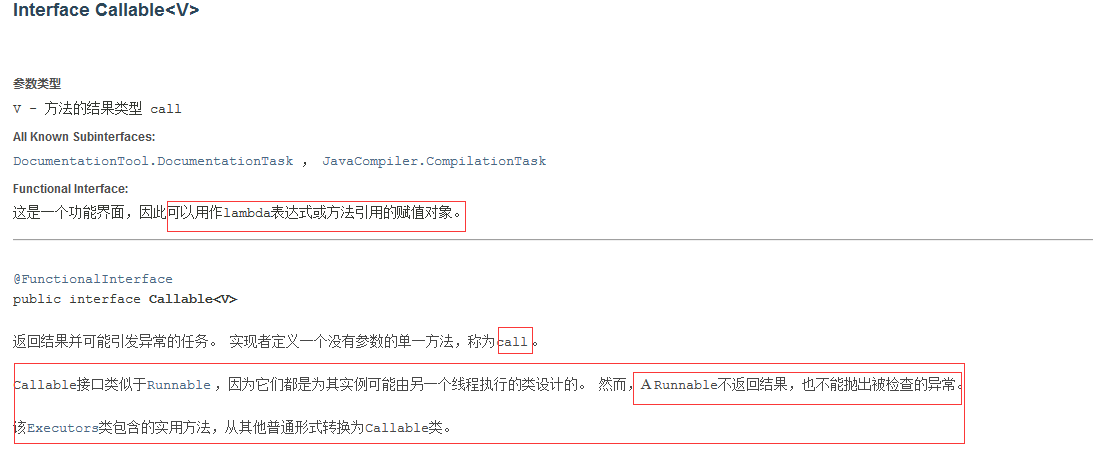 Interface Callable<V>
参数类型
V - 方法的结果类型 call
All Known Subinterfaces:
DocumentationTool.DocumentationTask ， JavaCompiler.CompilationTask
Functional Interface:
这是一个功能界面，因此可以用作lambda表达式或方法引用的赋值对象。
@FunctionalInterface
public interface Callable<V>
返回结果并可能引发异常的任务。 实现者定义一个没有参数的单一方法，称为call 。
Callable接口类似于Runnable ，因为它们都是为其实例可能由另一个线程执行的类设计的。 然而，A Runnable不返回结果，也不能抛出被检查的异常。
该Executors类包含的实用方法，从其他普通形式转换为Callable类。